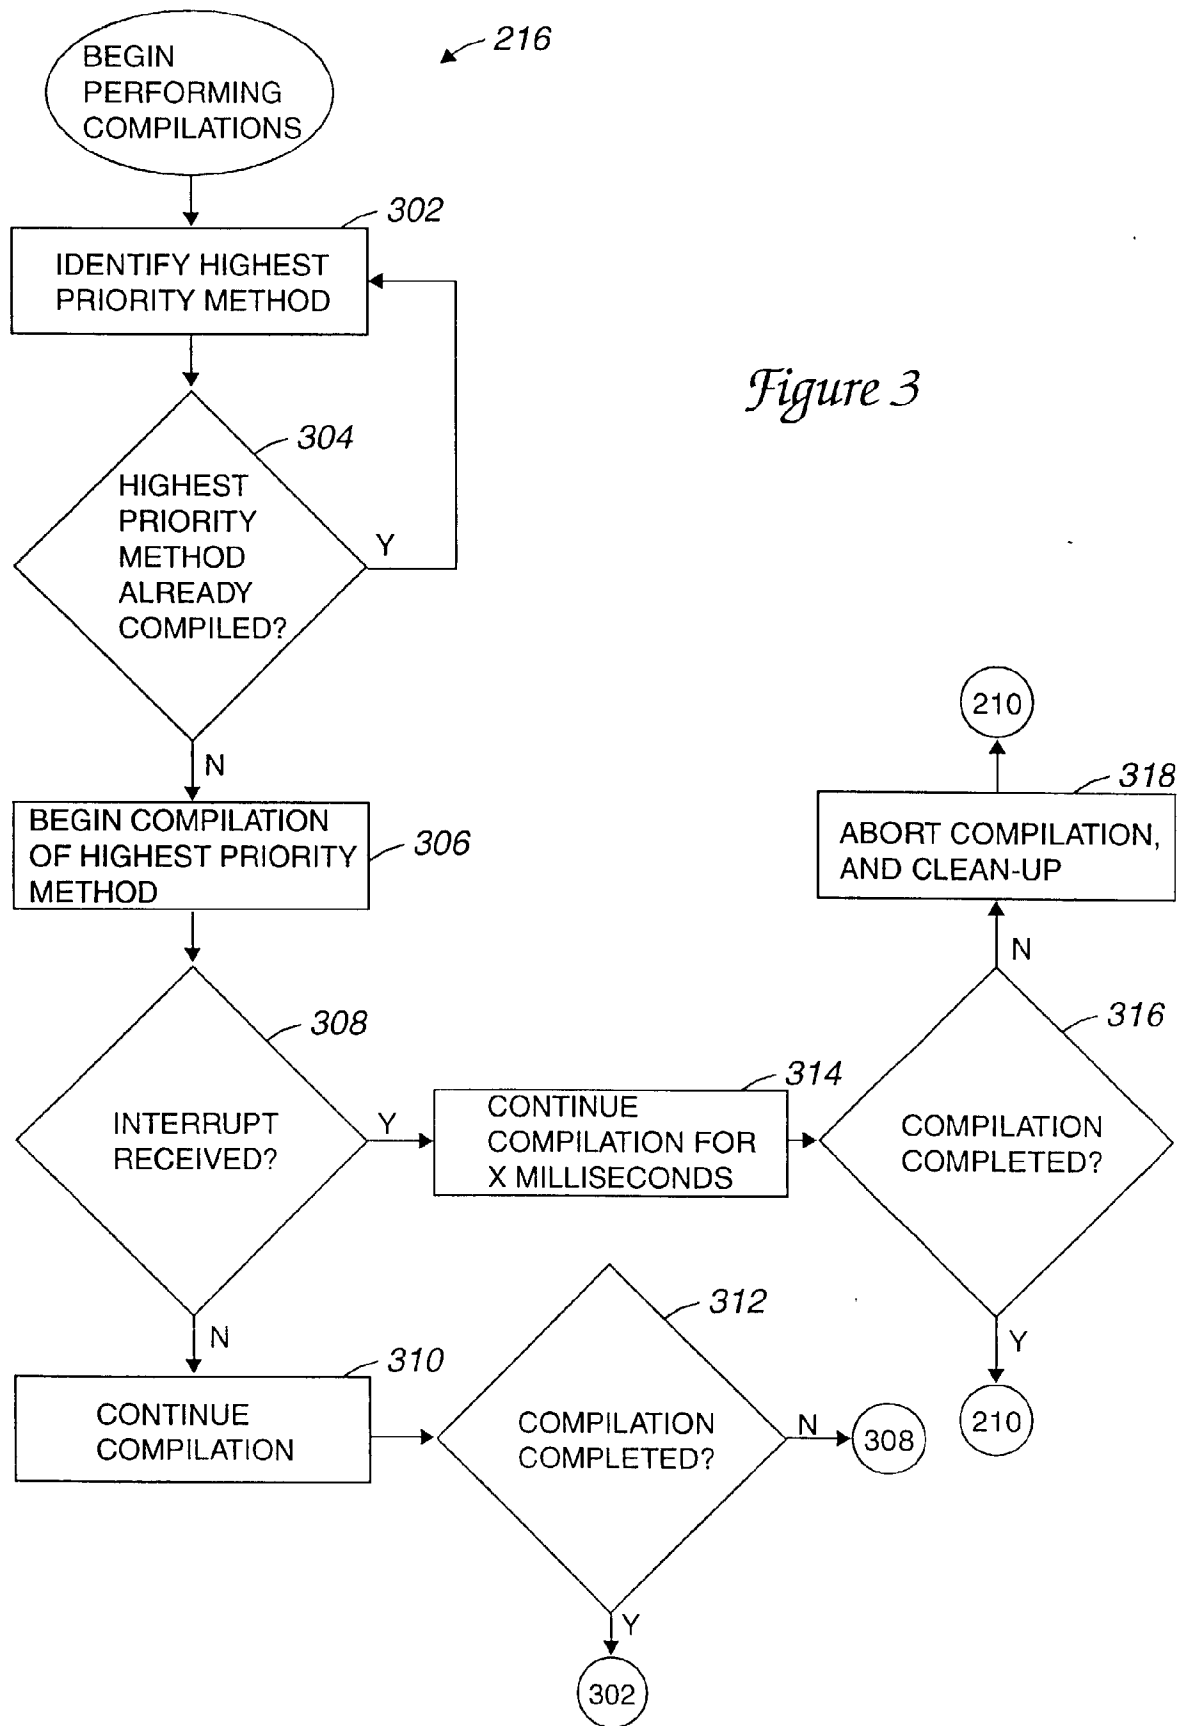 216
BEGIN
PERFORMING
COMPILATIONS
302
IDENTIFY HIGHEST
PRIORITY METHOD
Figure 3
304
HIGHEST
PRIORITY
METHOD
ALREADY
COMPILED?
Y
N
BEGIN COMPILATION
OF HIGHEST PRIORITY
METHOD
306
210
318
ABORT COMPILATION,
AND CLEAN-UP
N
308
INTERRUPT
RECEIVED?
Y
314
CONTINUE
COMPILATION FOR
X MILLISECONDS
316
COMPILATION
COMPLETED?
Y
210
N
310
CONTINUE
COMPILATION
312
COMPILATION
COMPLETED?
N
308
Y
302